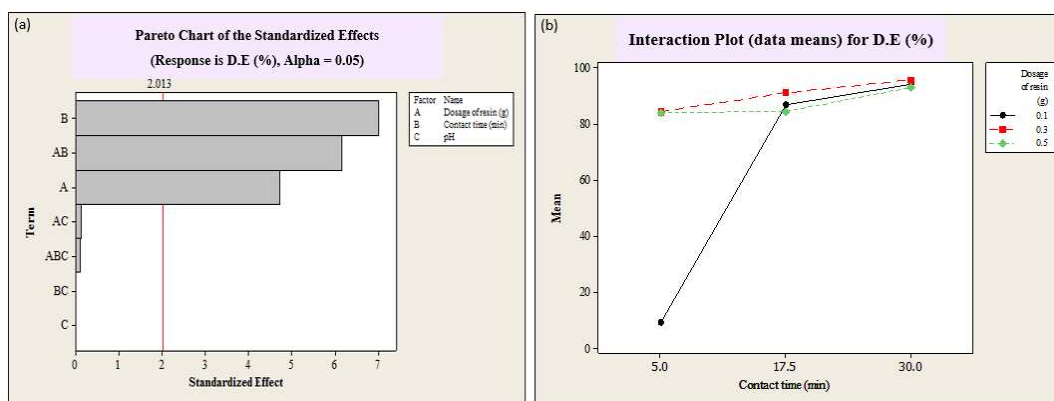 (a)
Pareto Chart of the Standardized Effects
(Response is D.E (%), Alpha = 0.05)
2.013
Factor Name
A Dosage of resin (g)
B Contact time (min)
C pH
Term
B
AB
A
AC
ABC
BC
C
0 1 2 3 4 5 6 7
Standardized Effect
(b)
Interaction Plot (data means) for D.E (%)
Dosage
of resin
(g)
0.1
0.3
0.5
Mean
100
80
60
40
20
0
5.0 17.5 30.0
Contact time (min)